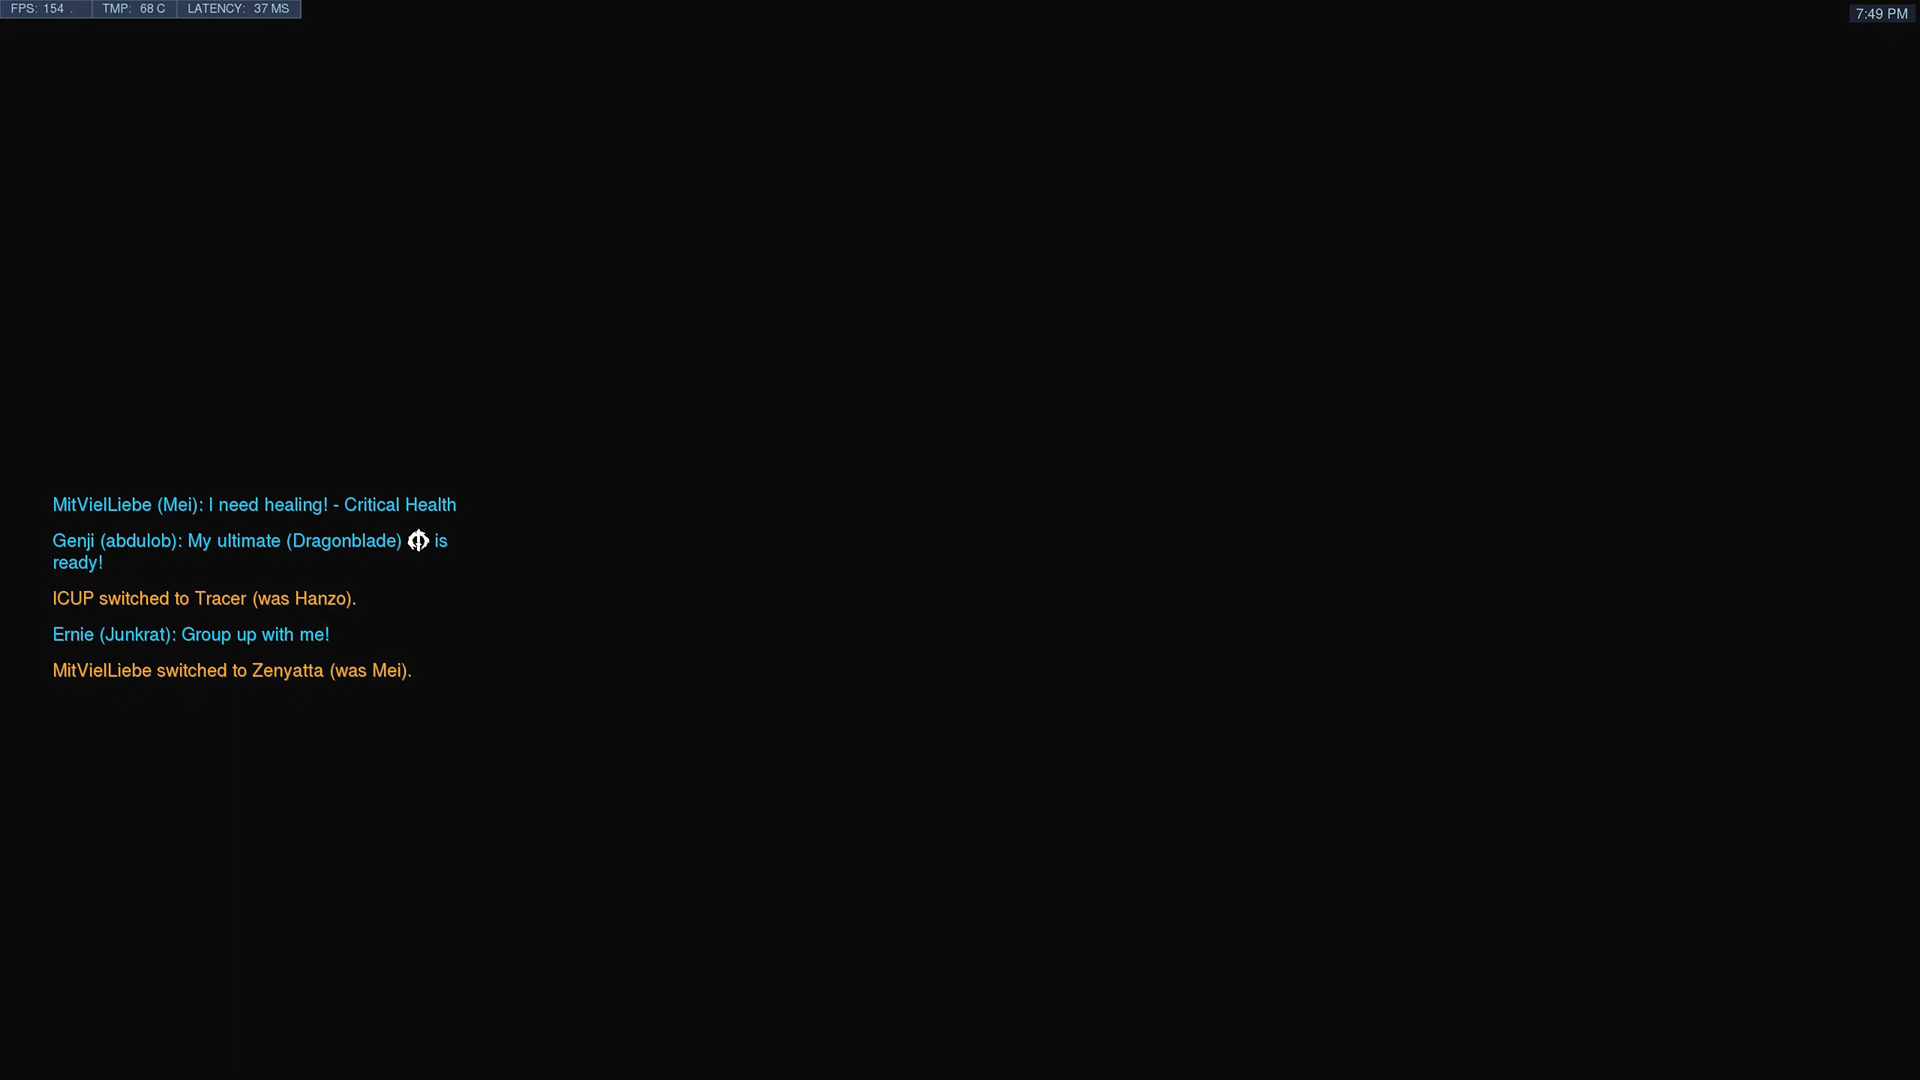 FPS: 154 . TMP: 68 C LATENCY: 37 MS
7:49 PM
MitVielLiebe (Mei): I need healing! - Critical Health
Genji (abdulob): My ultimate (Dragonblade) is
ready!
ICUP switched to Tracer (was Hanzo).
Ernie (Junkrat): Group up with me!
MitVielLiebe switched to Zenyatta (was Mei).